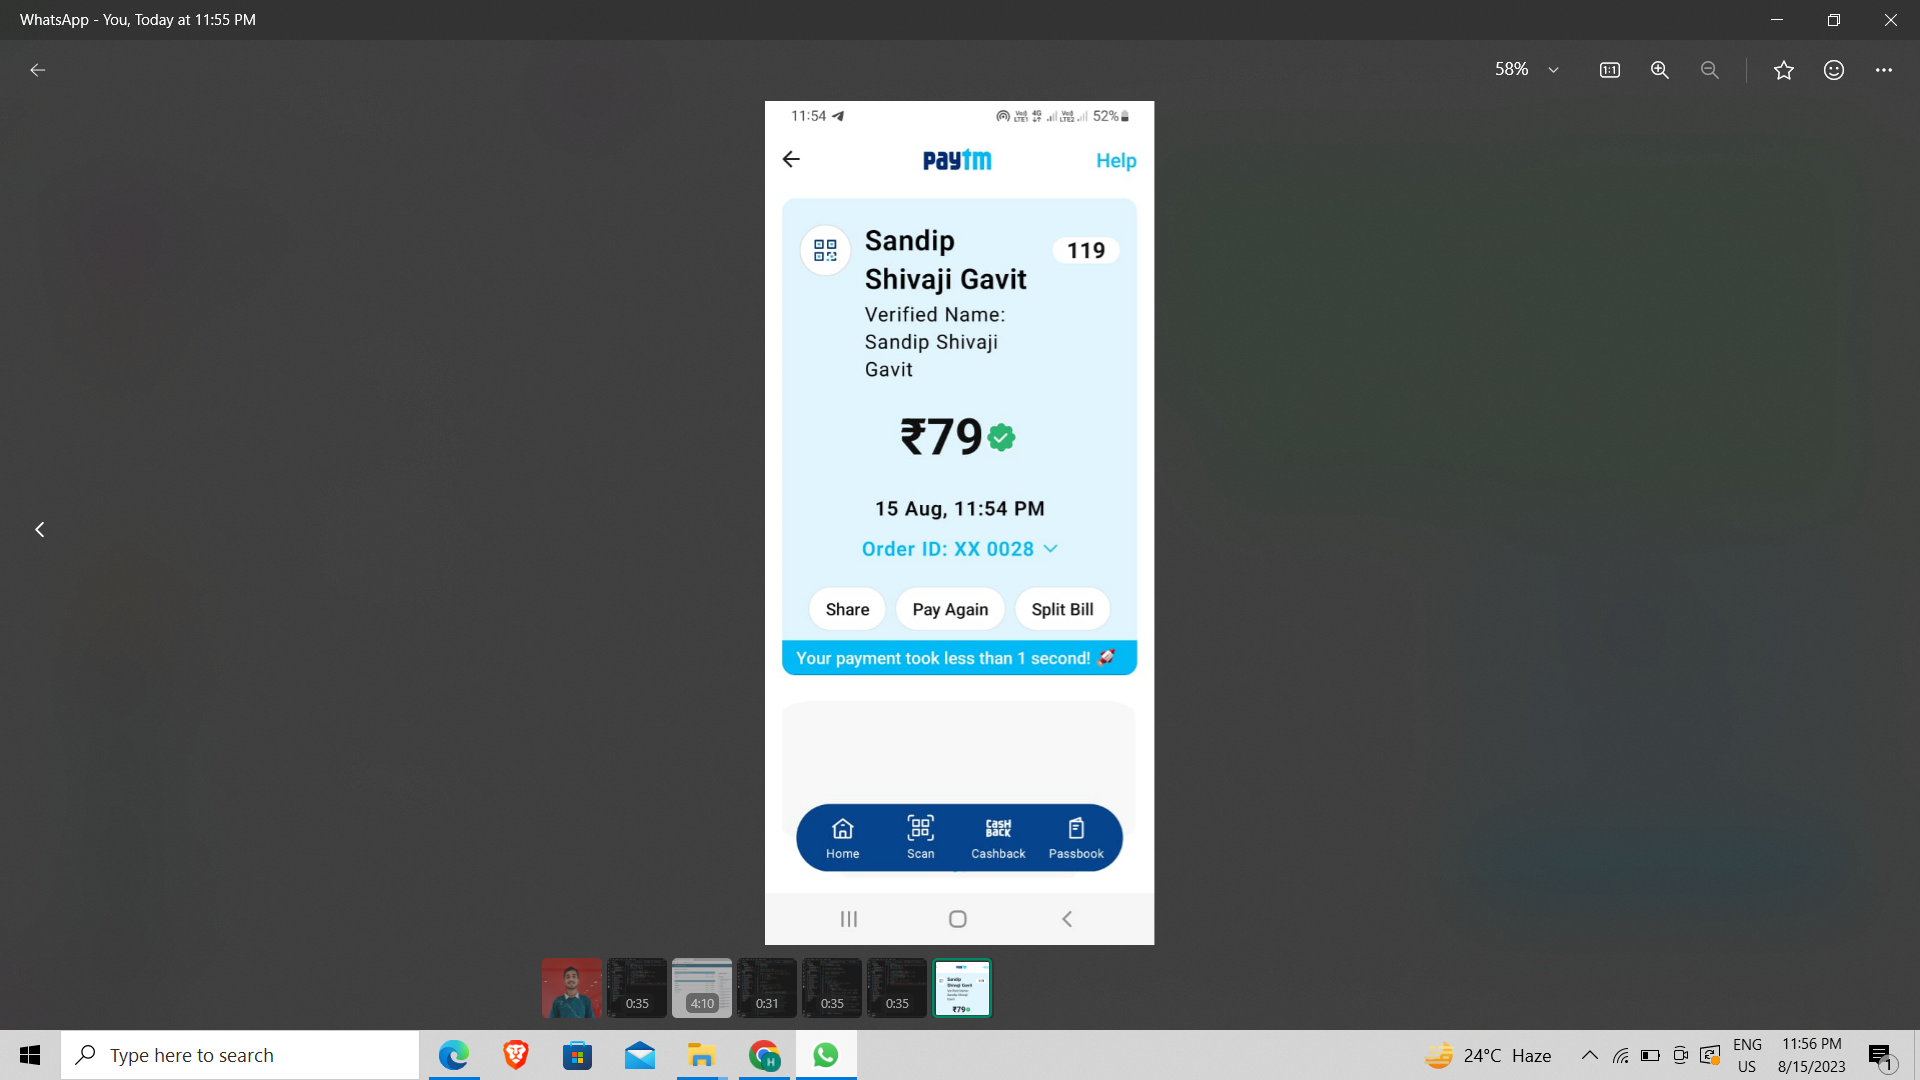 WhatsApp - You, Today at 11:55 PM
58%
11:54
52%
paytm
Help
Sandip
Shivaji Gavit
119
Verified Name:
Sandip Shivaji
Gavit
₹79
15 Aug, 11:54 PM
Order ID: XX 0028
Share
Pay Again
Split Bill
Your payment took less than 1 second!
Home
Scan
CASH BACK
Cashback
Passbook
0:35
4:10
0:31
0:35
0:35
Type here to search
24°C Haze
ENG
US
11:56 PM
8/15/2023
1